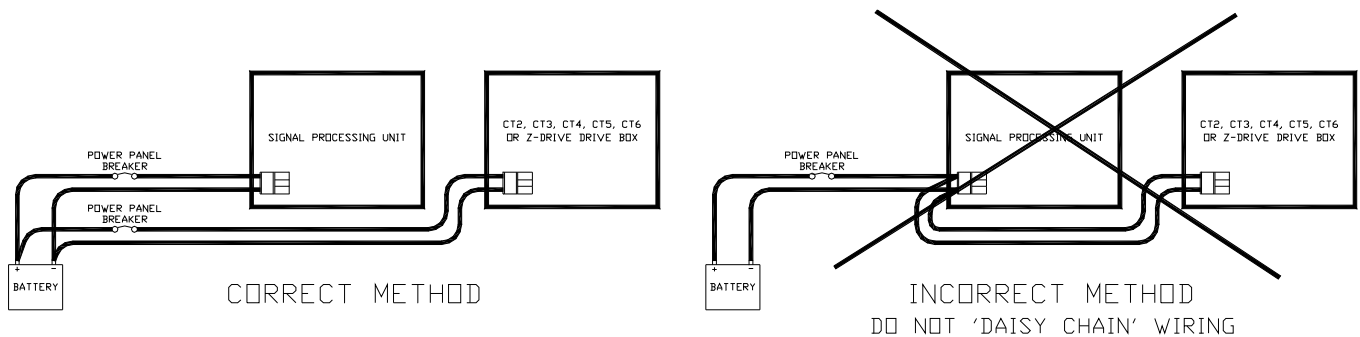 SIGNAL PROCESSING UNIT
CT2, CT3, CT4, CT5, CT6
OR Z-DRIVE DRIVE BOX
POWER PANEL
BREAKER
POWER PANEL
BREAKER
+ −
BATTERY
CORRECT METHOD
SIGNAL PROCESSING UNIT
CT2, CT3, CT4, CT5, CT6
OR Z-DRIVE DRIVE BOX
POWER PANEL
BREAKER
+ −
BATTERY
INCORRECT METHOD
DO NOT 'DAISY CHAIN' WIRING